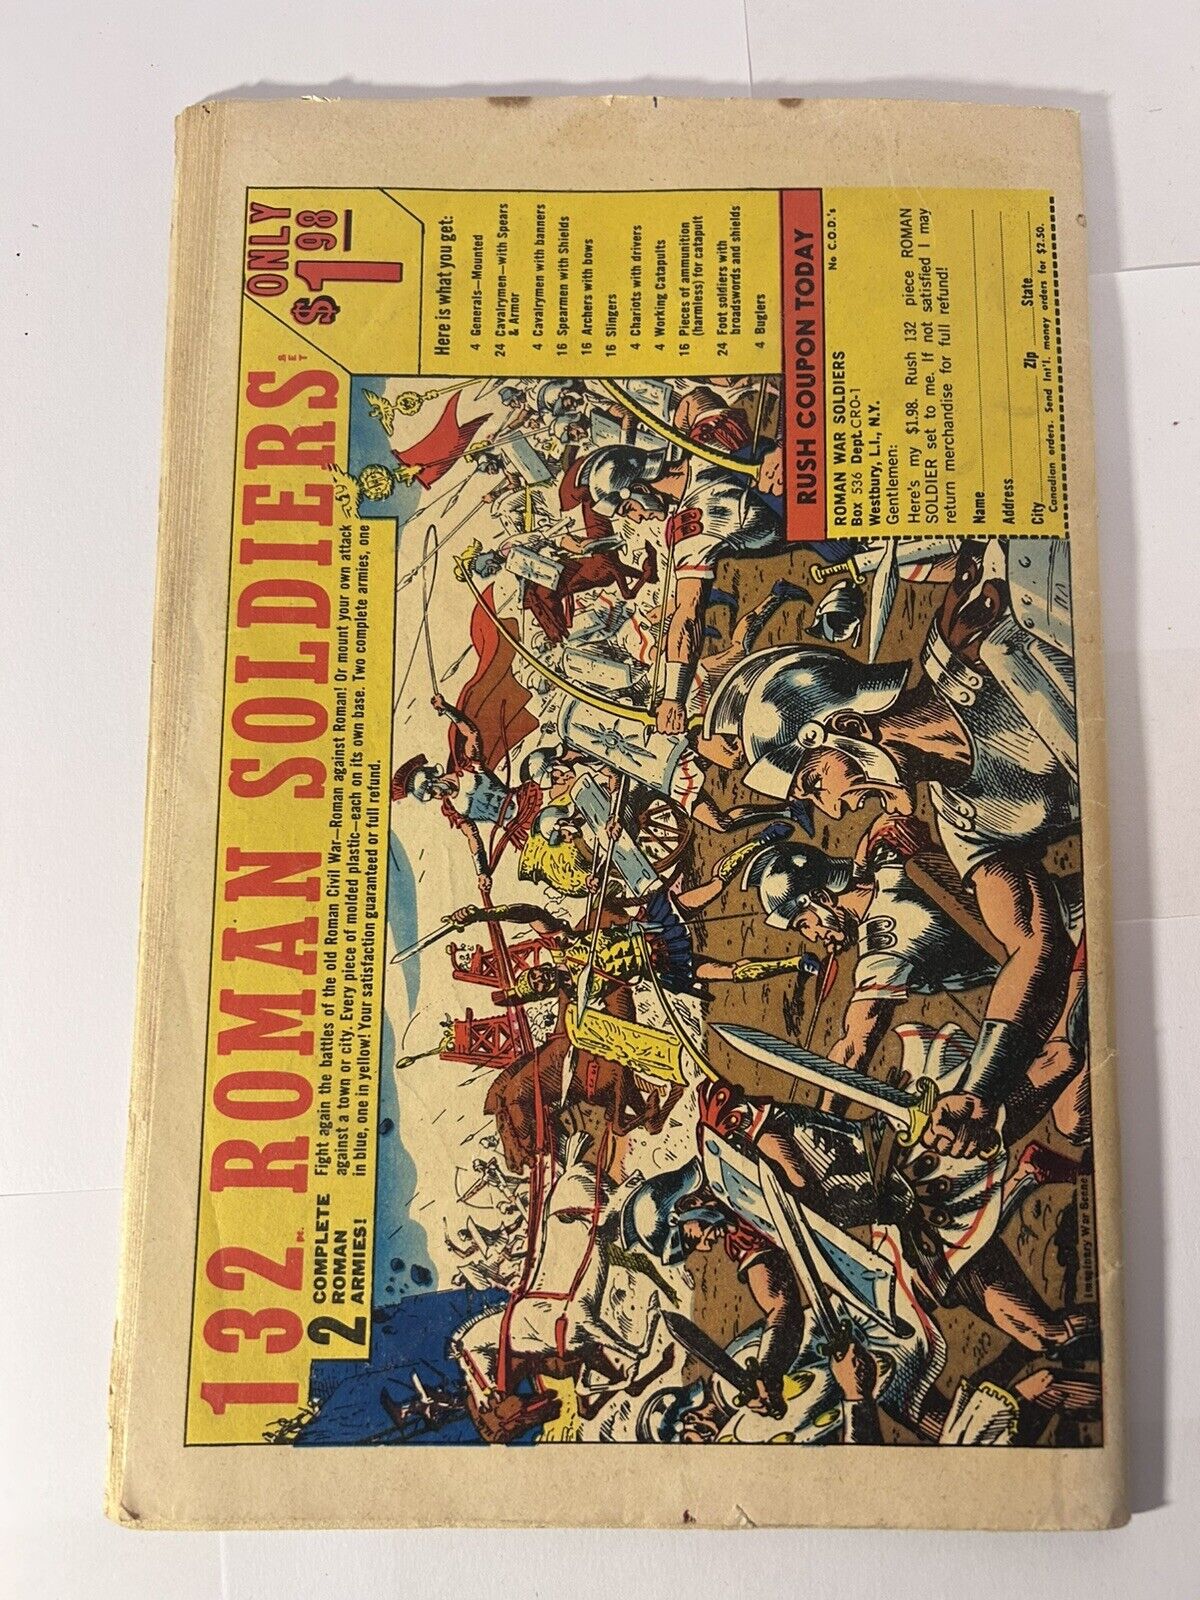 132 PC. ROMAN SOLDIERS SET
ONLY
$1.98
2 COMPLETE
ROMAN
ARMIES!
Fight again the battles of the old Roman Civil War—Roman against Roman! Or mount your own attack
against a town or city. Every piece of molded plastic—each on its own base. Two complete armies, one
in blue, one in yellow! Your satisfaction guaranteed or full refund.
Here is what you get:
4 Generals—Mounted
24 Cavalrymen—with Spears
& Armor
4 Cavalrymen with banners
16 Spearmen with Shields
16 Archers with bows
16 Slingers
4 Chariots with drivers
4 Working Catapults
16 Pieces of ammunition
(harmless) for catapult
24 Foot soldiers with
broadswords and shields
4 Buglers
RUSH COUPON TODAY
No C.O.D.'s
ROMAN WAR SOLDIERS
Box 536 Dept. CRO-1
Westbury, L.I., N.Y.
Gentlemen:
Here's my $1.98. Rush 132 piece ROMAN
SOLDIER set to me. If not satisfied I may
return merchandise for full refund!
Name
Address
City Zip State
Canadian orders. Send Int'l. money orders for $2.50.
Imaginary War Scene